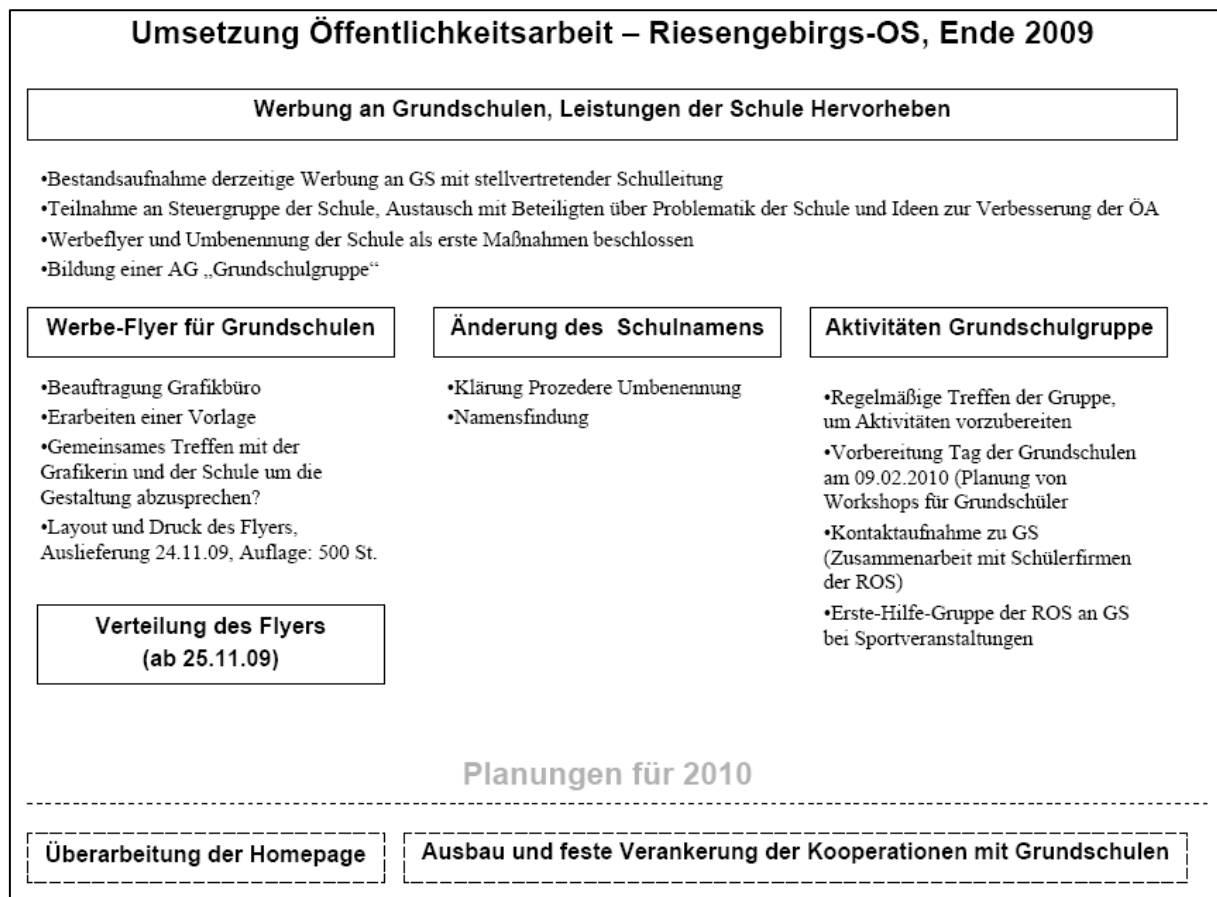 Umsetzung Öffentlichkeitsarbeit – Riesengebirgs-OS, Ende 2009
Werbung an Grundschulen, Leistungen der Schule Hervorheben
•Bestandsaufnahme derzeitige Werbung an GS mit stellvertretender Schulleitung
•Teilnahme an Steuergruppe der Schule, Austausch mit Beteiligten über Problematik der Schule und Ideen zur Verbesserung der ÖA
•Werbeflyer und Umbenennung der Schule als erste Maßnahmen beschlossen
•Bildung einer AG „Grundschulgruppe“
Werbe-Flyer für Grundschulen
•Beauftragung Grafikbüro
•Erarbeiten einer Vorlage
•Gemeinsames Treffen mit der
Grafikerin und der Schule um die
Gestaltung abzusprechen?
•Layout und Druck des Flyers,
Auslieferung 24.11.09, Auflage: 500 St.
Verteilung des Flyers
(ab 25.11.09)
Änderung des Schulnamens
•Klärung Prozedere Umbenennung
•Namensfindung
Aktivitäten Grundschulgruppe
•Regelmäßige Treffen der Gruppe,
um Aktivitäten vorzubereiten
•Vorbereitung Tag der Grundschulen
am 09.02.2010 (Planung von
Workshops für Grundschüler
•Kontaktaufnahme zu GS
(Zusammenarbeit mit Schülerfirmen
der ROS)
•Erste-Hilfe-Gruppe der ROS an GS
bei Sportveranstaltungen
Planungen für 2010
Überarbeitung der Homepage
Ausbau und feste Verankerung der Kooperationen mit Grundschulen